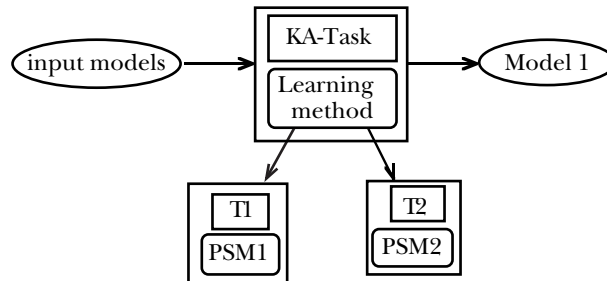 KA-Task
input models
Learning
method
Model 1
T1
PSM1
T2
PSM2